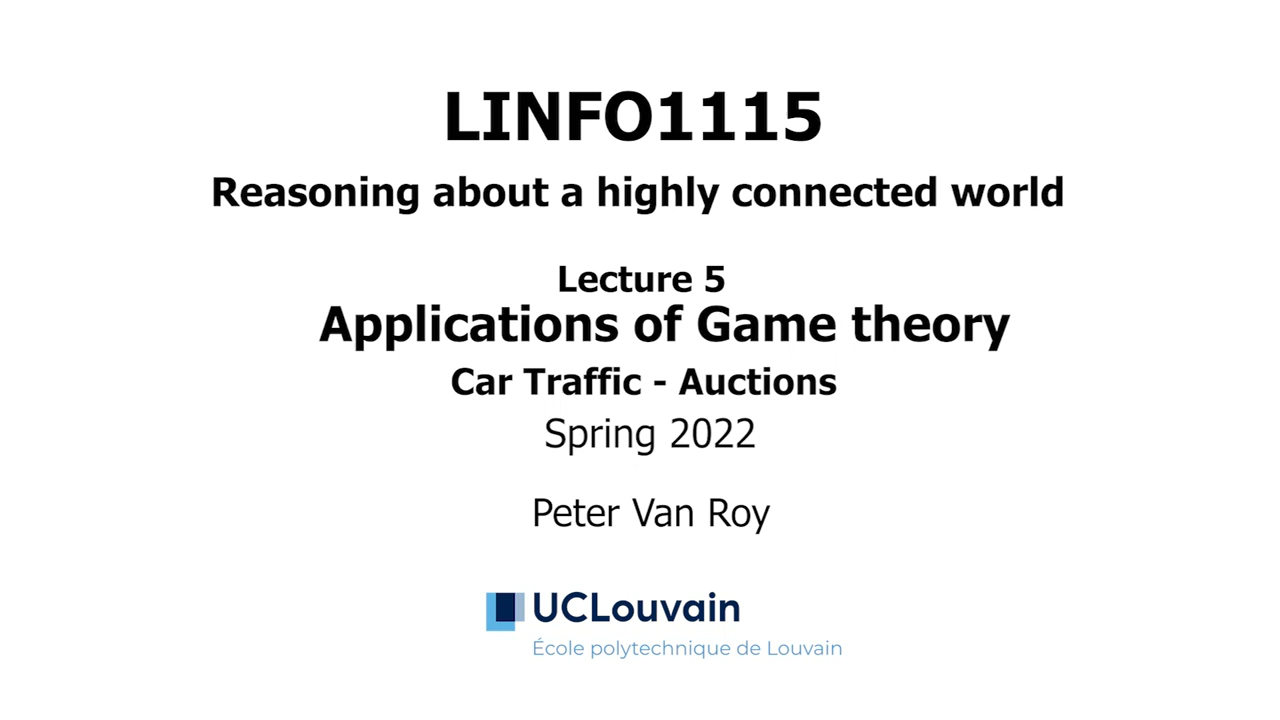 LINFO1115
Reasoning about a highly connected world
Lecture 5
Applications of Game theory
Car Traffic - Auctions
Spring 2022
Peter Van Roy
UCLouvain
École polytechnique de Louvain